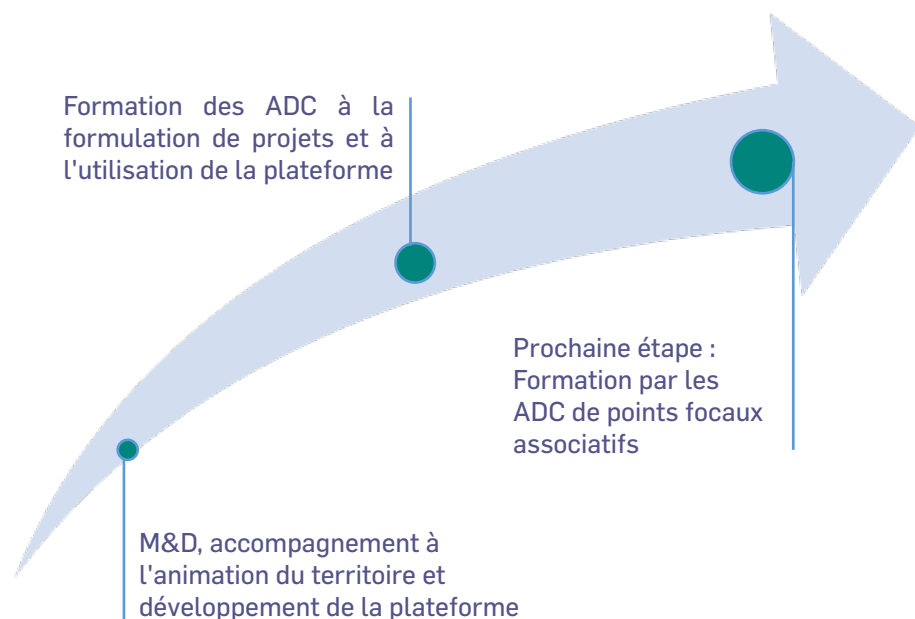 Formation des ADC à la
formulation de projets et à
l'utilisation de la plateforme
Prochaine étape :
Formation par les
ADC de points focaux
associatifs
M&D, accompagnement à
l'animation du territoire et
développement de la plateforme